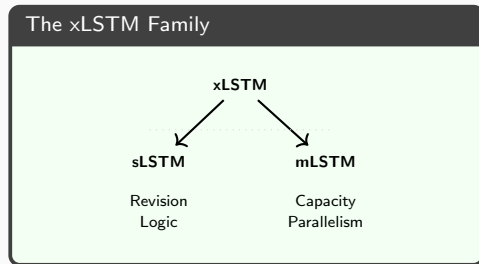 The xLSTM Family
xLSTM
sLSTM mLSTM
Revision Capacity
Logic Parallelism